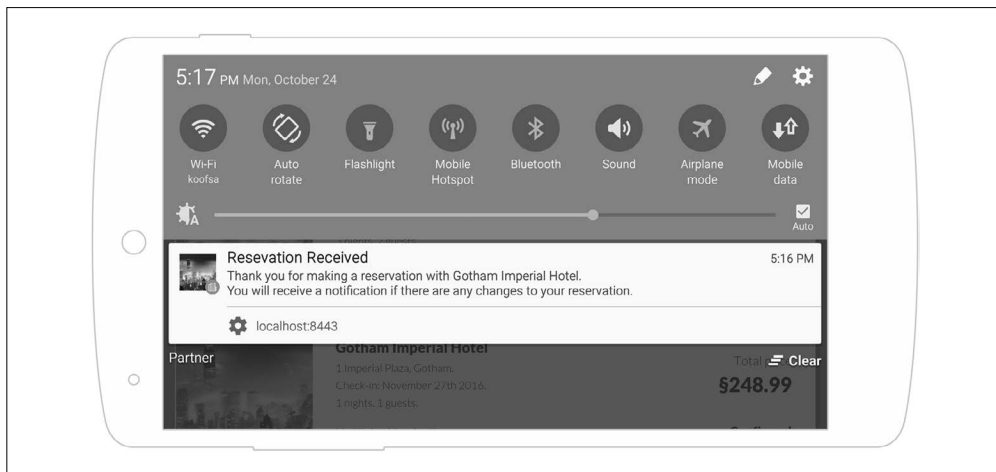 5:17 PM Mon, October 24
Wi-Fi
koofsa
Auto
rotate
Flashlight
Mobile
Hotspot
Bluetooth
Sound
Airplane
mode
Mobile
data
A
Auto
Resevation Received
5:16 PM
Thank you for making a reservation with Gotham Imperial Hotel.
You will receive a notification if there are any changes to your reservation.
localhost:8443
Partner
Clear
Gotham Imperial Hotel
Total
1 Imperial Plaza, Gotham.
Check-in: November 27th 2016.
§248.99
1 nights. 1 guests.